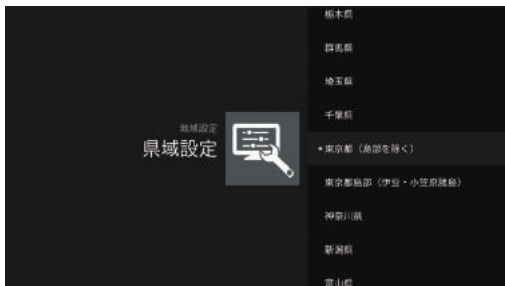 地域設定
県域設定
栃木県
群馬県
埼玉県
千葉県
•東京都（島部を除く）
東京都島部（伊豆・小笠原諸島）
神奈川県
新潟県
富山県